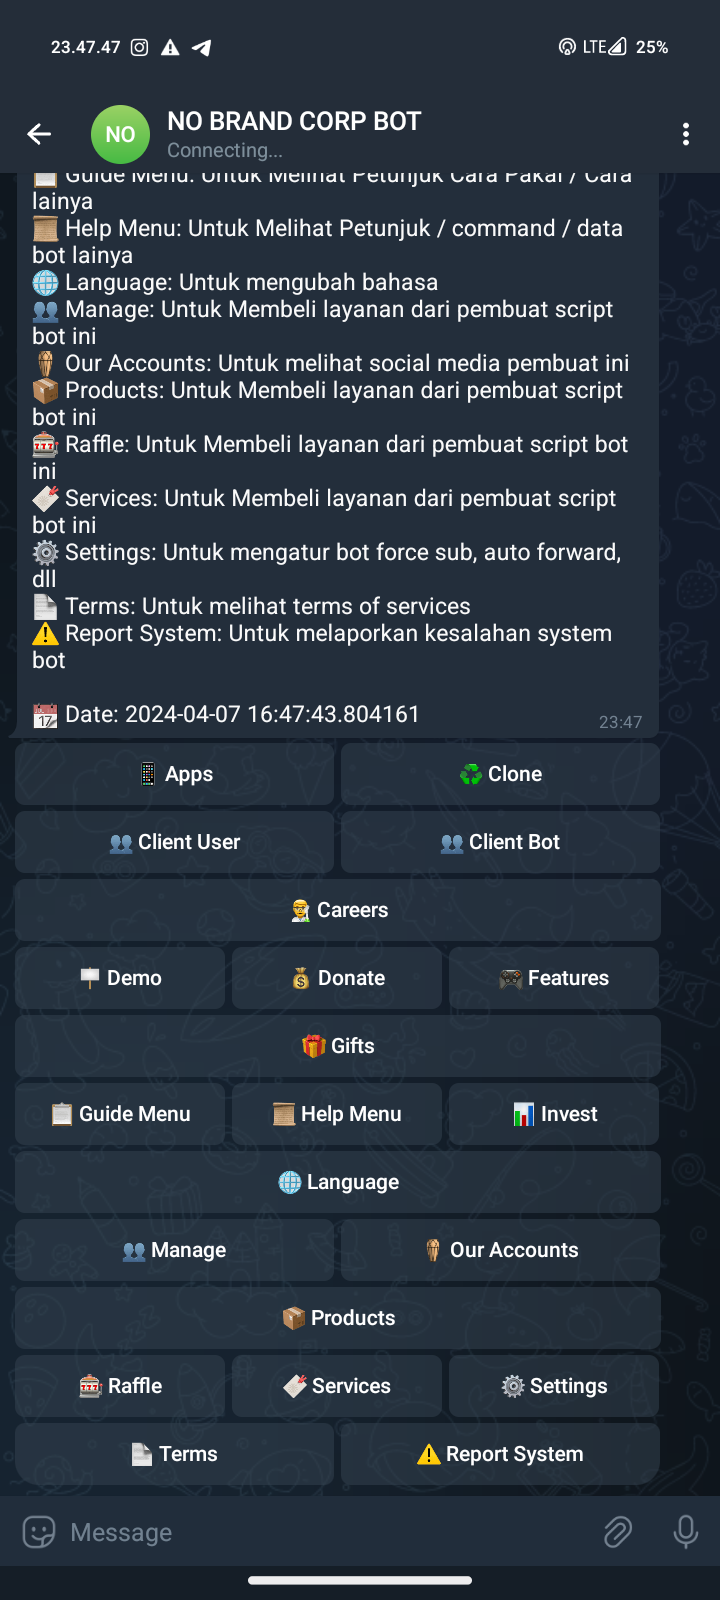 23.47.47
LTE 25%
NO
NO BRAND CORP BOT
Connecting...
Guide Menu: Untuk Melihat Petunjuk Cara Pakai / Cara
lainya
Help Menu: Untuk Melihat Petunjuk / command / data
bot lainya
Language: Untuk mengubah bahasa
Manage: Untuk Membeli layanan dari pembuat script
bot ini
Our Accounts: Untuk melihat social media pembuat ini
Products: Untuk Membeli layanan dari pembuat script
bot ini
Raffle: Untuk Membeli layanan dari pembuat script bot
ini
Services: Untuk Membeli layanan dari pembuat script
bot ini
Settings: Untuk mengatur bot force sub, auto forward,
dll
Terms: Untuk melihat terms of services
Report System: Untuk melaporkan kesalahan system
bot
Date: 2024-04-07 16:47:43.804161
23:47
Apps
Clone
Client User
Client Bot
Careers
Demo
Donate
Features
Gifts
Guide Menu
Help Menu
Invest
Language
Manage
Our Accounts
Products
Raffle
Services
Settings
Terms
Report System
Message